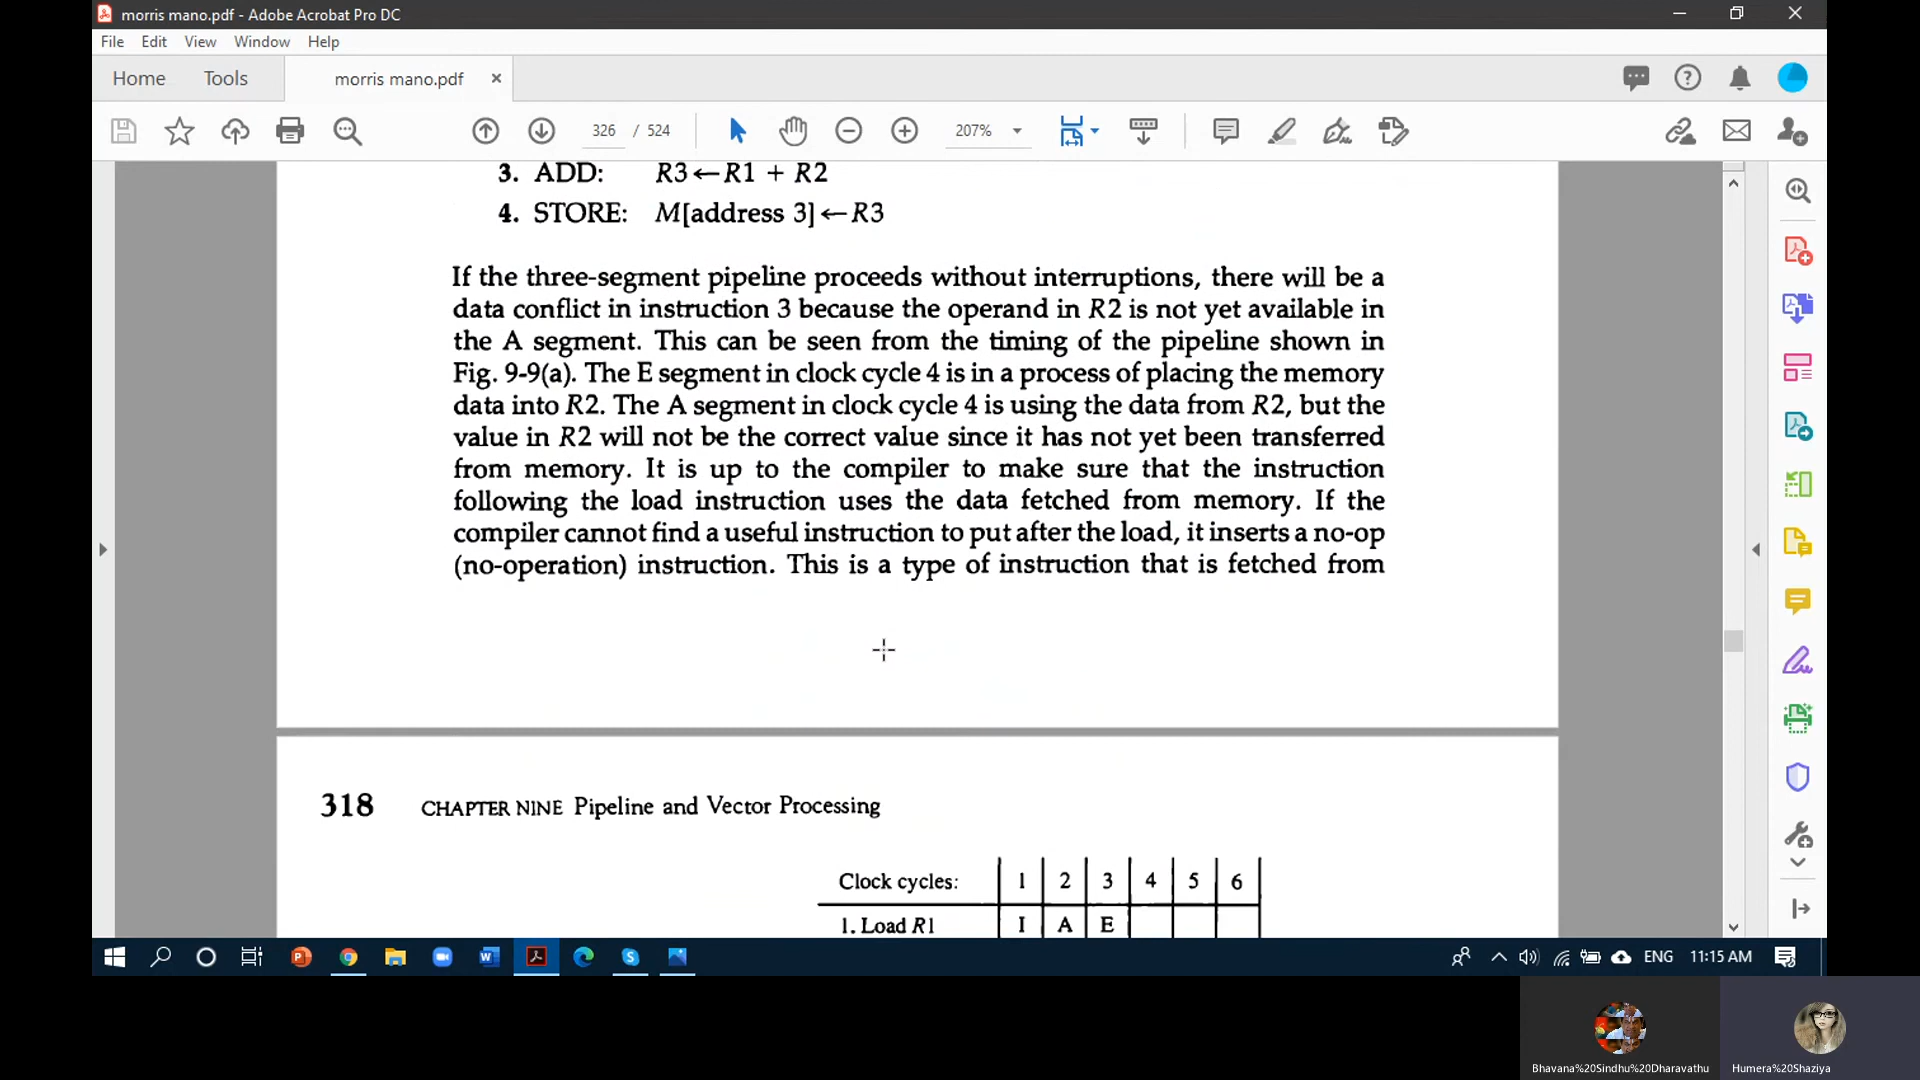 morris mano.pdf - Adobe Acrobat Pro DC
File Edit View Window Help
Home Tools morris mano.pdf ×
326 / 524 207%
3. ADD: R3←R1 + R2
4. STORE: M[address 3]←R3
If the three-segment pipeline proceeds without interruptions, there will be a
data conflict in instruction 3 because the operand in R2 is not yet available in
the A segment. This can be seen from the timing of the pipeline shown in
Fig. 9-9(a). The E segment in clock cycle 4 is in a process of placing the memory
data into R2. The A segment in clock cycle 4 is using the data from R2, but the
value in R2 will not be the correct value since it has not yet been transferred
from memory. It is up to the compiler to make sure that the instruction
following the load instruction uses the data fetched from memory. If the
compiler cannot find a useful instruction to put after the load, it inserts a no-op
(no-operation) instruction. This is a type of instruction that is fetched from
318 CHAPTER NINE Pipeline and Vector Processing
Clock cycles: 1 2 3 4 5 6
1. Load R1 I A E
ENG 11:15 AM
Bhavana%20Sindhu%20Dharavathu Humera%20Shaziya